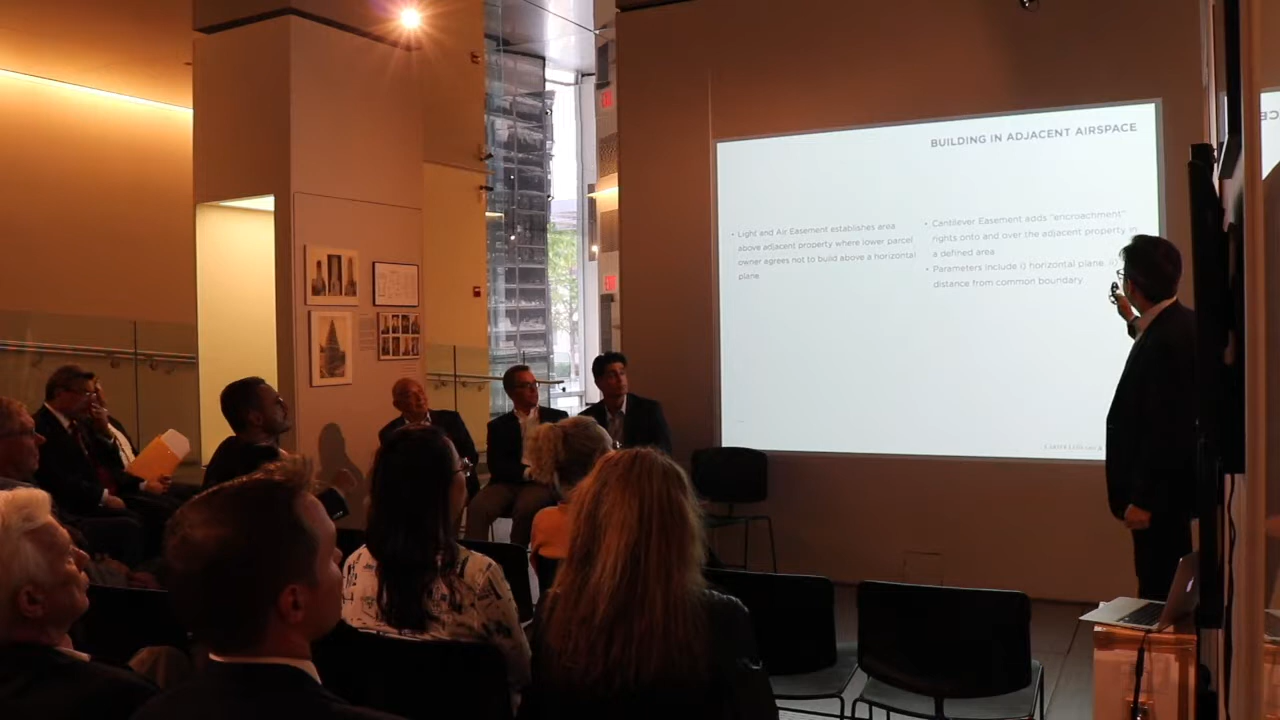 BUILDING IN ADJACENT AIRSPACE
• Light and Air Easement establishes area
above adjacent property where lower parcel
owner agrees not to build above a horizontal
plane
• Cantilever Easement adds "encroachment"
rights onto and over the adjacent property in
a defined area
• Parameters include i) horizontal plane, ii)
distance from common boundary
EXIT
EXIT